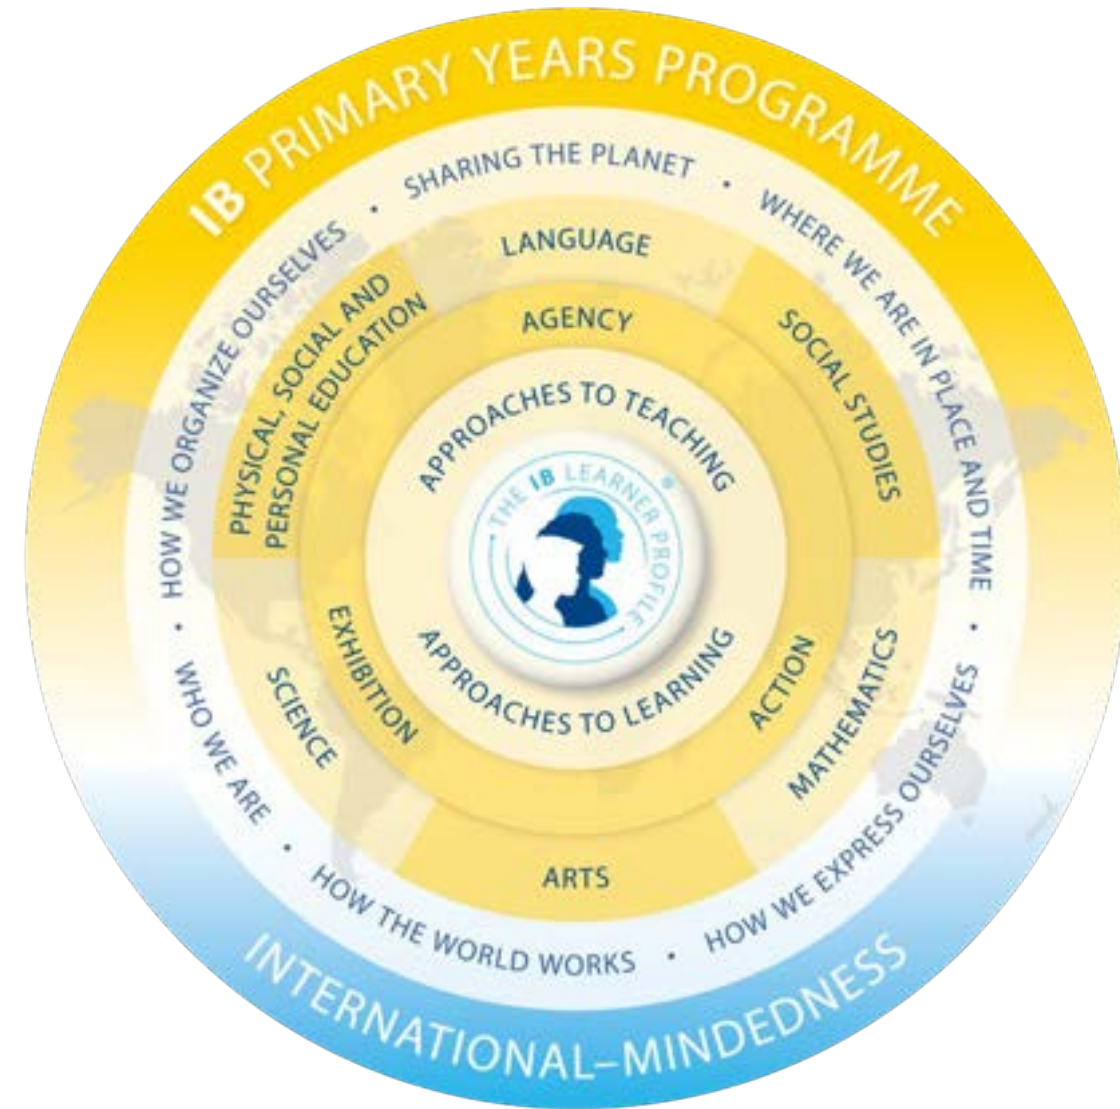 IB PRIMARY YEARS PROGRAMME
SHARING THE PLANET •
WHERE WE ARE IN PLACE AND TIME •
HOW WE EXPRESS OURSELVES •
HOW THE WORLD WORKS •
WHO WE ARE •
HOW WE ORGANIZE OURSELVES •
LANGUAGE
SOCIAL STUDIES
MATHEMATICS
ARTS
SCIENCE
PHYSICAL, SOCIAL AND
PERSONAL EDUCATION
AGENCY
ACTION
EXHIBITION
APPROACHES TO TEACHING
APPROACHES TO LEARNING
THE IB LEARNER PROFILE ®
INTERNATIONAL–MINDEDNESS